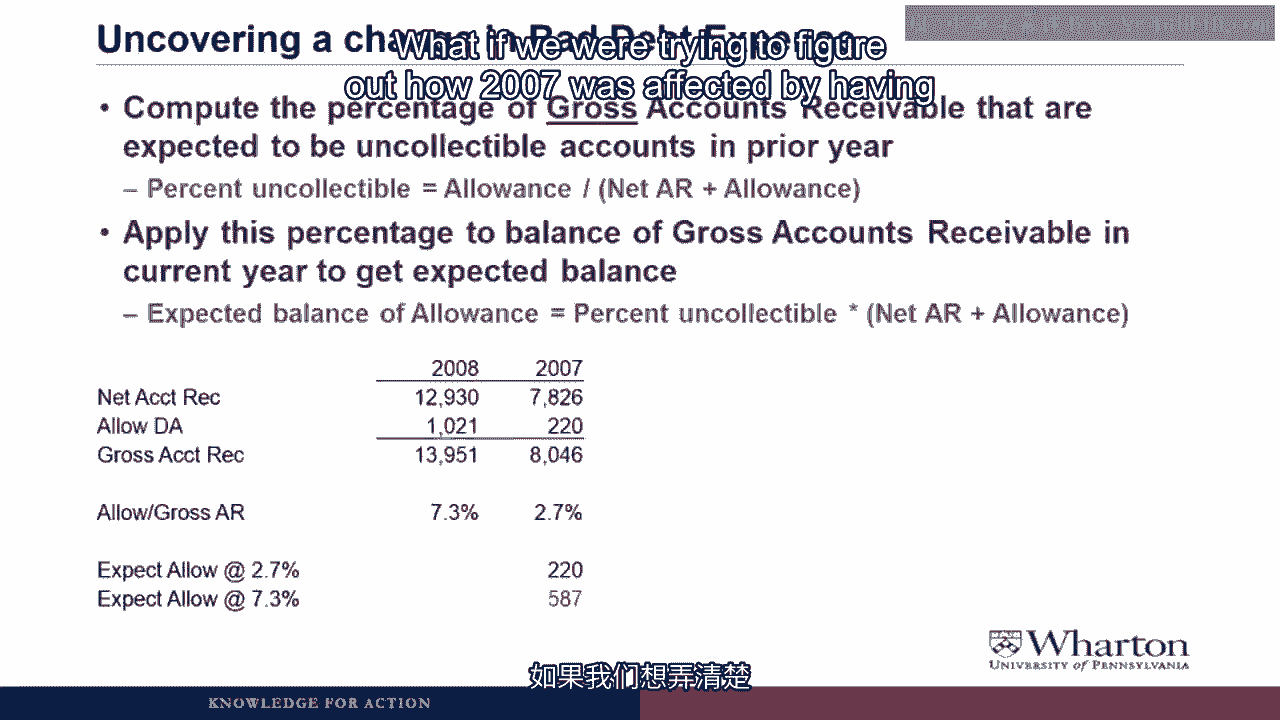 Uncovering a change in Bad Debt Expense
What if we were trying to figure
out how 2007 was affected by having
• Compute the percentage of Gross Accounts Receivable that are
expected to be uncollectible accounts in prior year
– Percent uncollectible = Allowance / (Net AR + Allowance)
• Apply this percentage to balance of Gross Accounts Receivable in
current year to get expected balance
– Expected balance of Allowance = Percent uncollectible * (Net AR + Allowance)
2008 2007
Net Acct Rec 12,930 7,826
Allow DA 1,021 220
Gross Acct Rec 13,951 8,046
Allow/Gross AR 7.3% 2.7%
Expect Allow @ 2.7% 220
Expect Allow @ 7.3% 587
Wharton
UNIVERSITY of PENNSYLVANIA
如果我们想弄清楚
KNOWLEDGE FOR ACTION